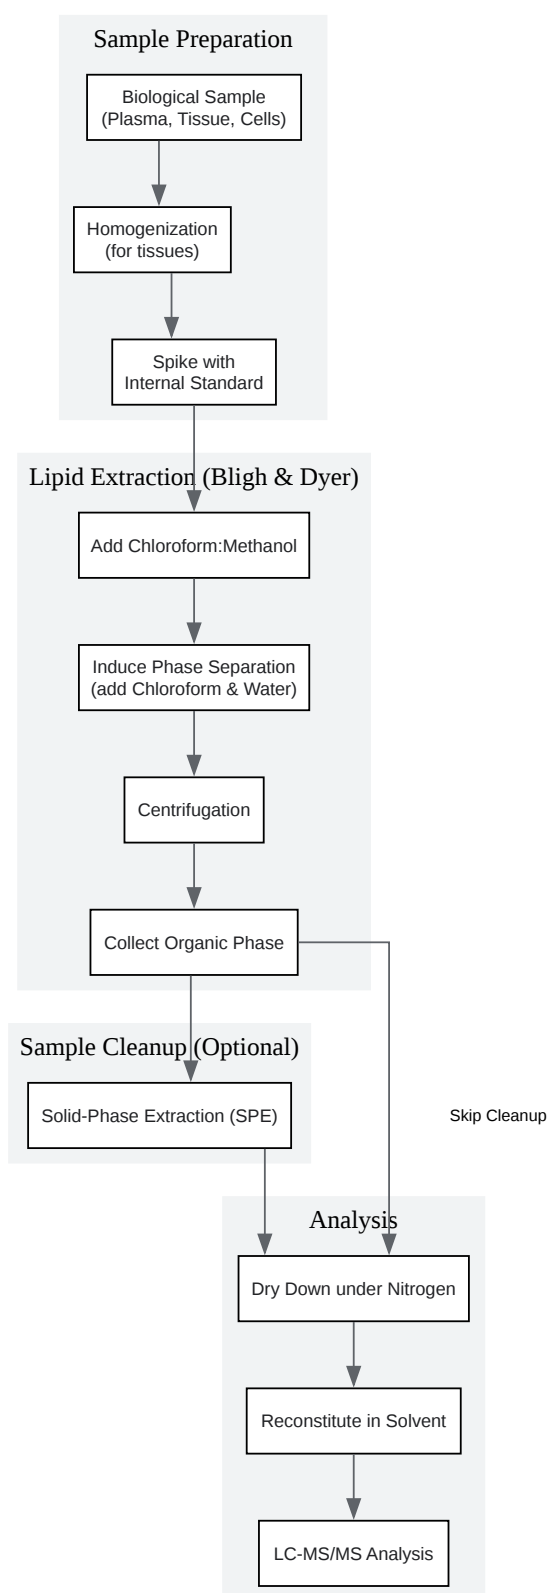 Sample Preparation
Biological Sample
(Plasma, Tissue, Cells)
Homogenization
(for tissues)
Spike with
Internal Standard
Lipid Extraction (Bligh & Dyer)
Add Chloroform:Methanol
Induce Phase Separation
(add Chloroform & Water)
Centrifugation
Collect Organic Phase
Sample Cleanup (Optional)
Solid-Phase Extraction (SPE)
Skip Cleanup
Analysis
Dry Down under Nitrogen
Reconstitute in Solvent
LC-MS/MS Analysis